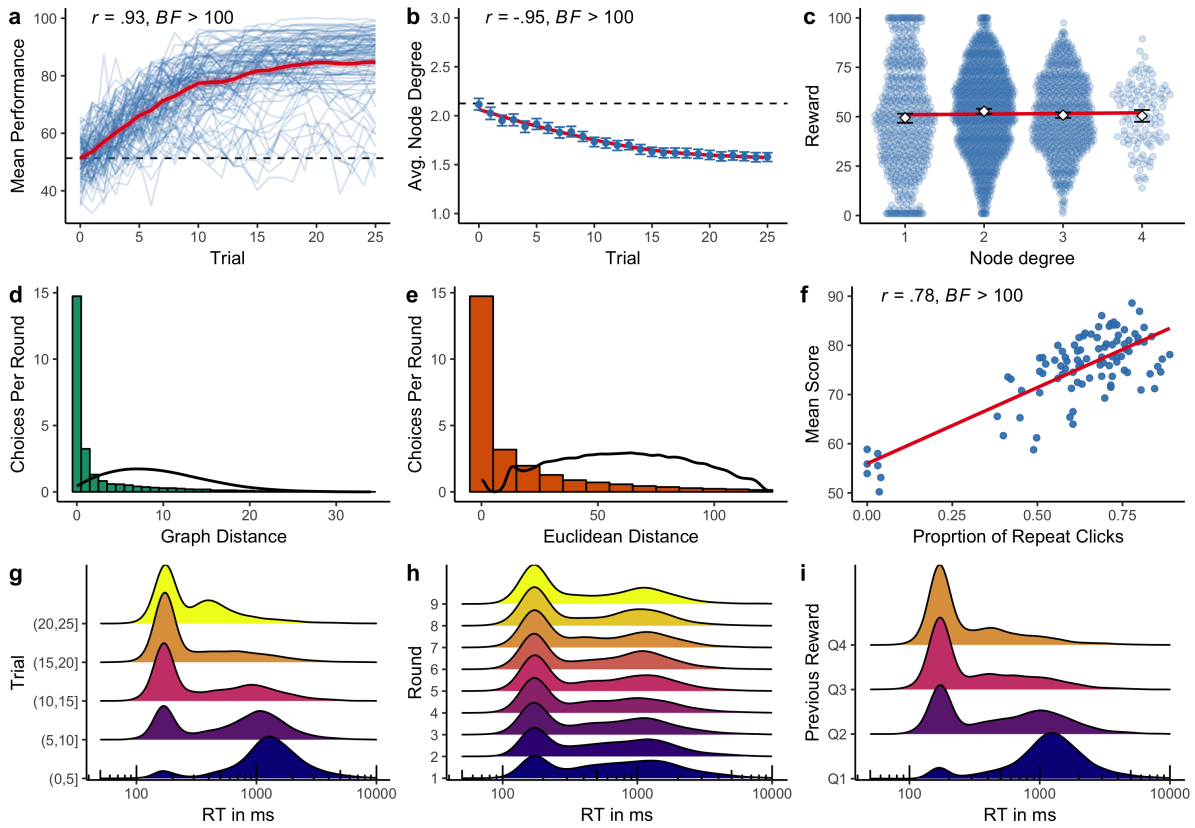 a
r = .93, BF > 100
Mean Performance
100
80
60
40
0
5
10
15
20
25
Trial
b
r = -.95, BF > 100
Avg. Node Degree
3.0
2.5
2.0
1.5
1.0
0
5
10
15
20
25
Trial
c
Reward
100
75
50
25
0
1
2
3
4
Node degree
d
Choices Per Round
15
10
5
0
0
10
20
30
Graph Distance
e
Choices Per Round
15
10
5
0
0
50
100
Euclidean Distance
f
r = .78, BF > 100
Mean Score
90
80
70
60
50
0.00
0.25
0.50
0.75
Proprtion of Repeat Clicks
g
Trial
(20,25]
(15,20]
(10,15]
(5,10]
(0,5]
100
1000
10000
RT in ms
h
Round
9
8
7
6
5
4
3
2
1
100
1000
10000
RT in ms
i
Previous Reward
Q4
Q3
Q2
Q1
100
1000
10000
RT in ms